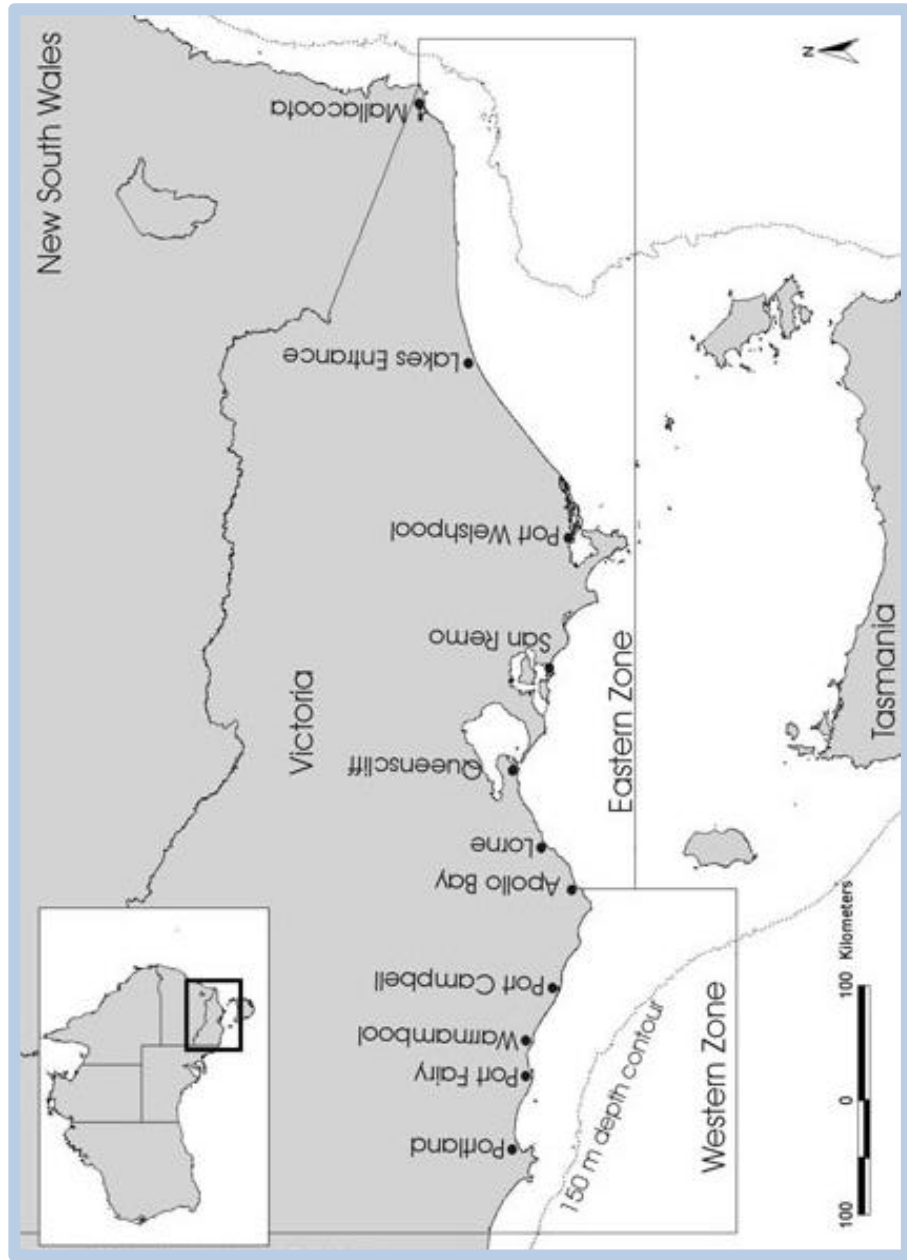 New South Wales
Victoria
Mallacoota
Lakes Entrance
Port Welshpool
San Remo
Queenscliff
Lorne
Apollo Bay
Port Campbell
Warrnambool
Port Fairy
Portland
Eastern Zone
Western Zone
150 m depth contour
Tasmania
N
100 0 100 Kilometers